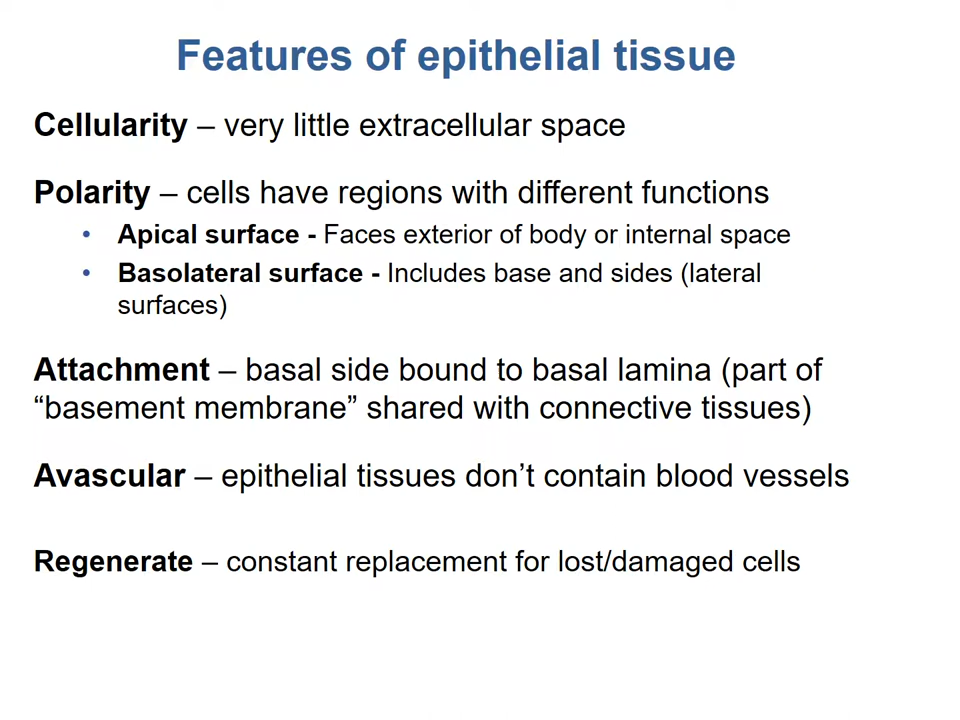 Features of epithelial tissue
Cellularity – very little extracellular space
Polarity – cells have regions with different functions
• Apical surface - Faces exterior of body or internal space
• Basolateral surface - Includes base and sides (lateral
surfaces)
Attachment – basal side bound to basal lamina (part of
“basement membrane” shared with connective tissues)
Avascular – epithelial tissues don’t contain blood vessels
Regenerate – constant replacement for lost/damaged cells